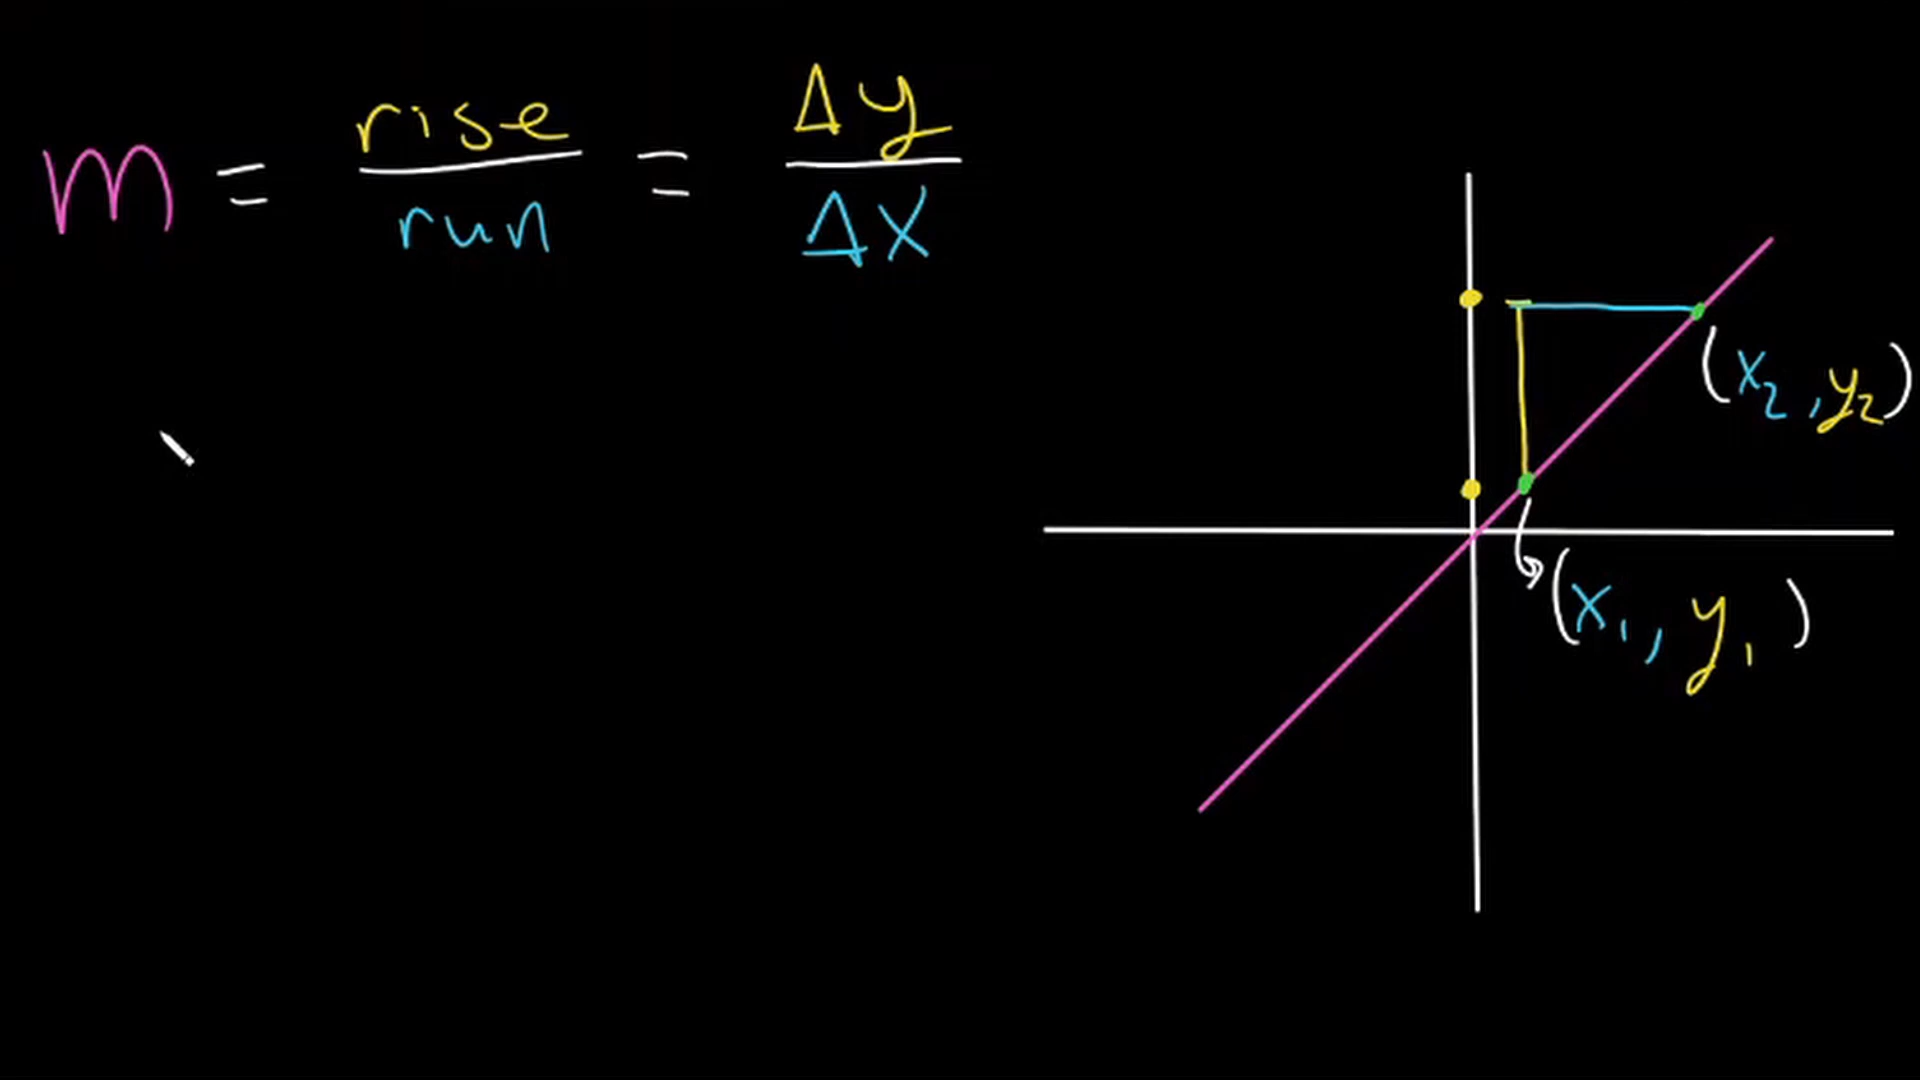 m = rise/run = Δy/Δx
(x₂, y₂)
(x₁, y₁)